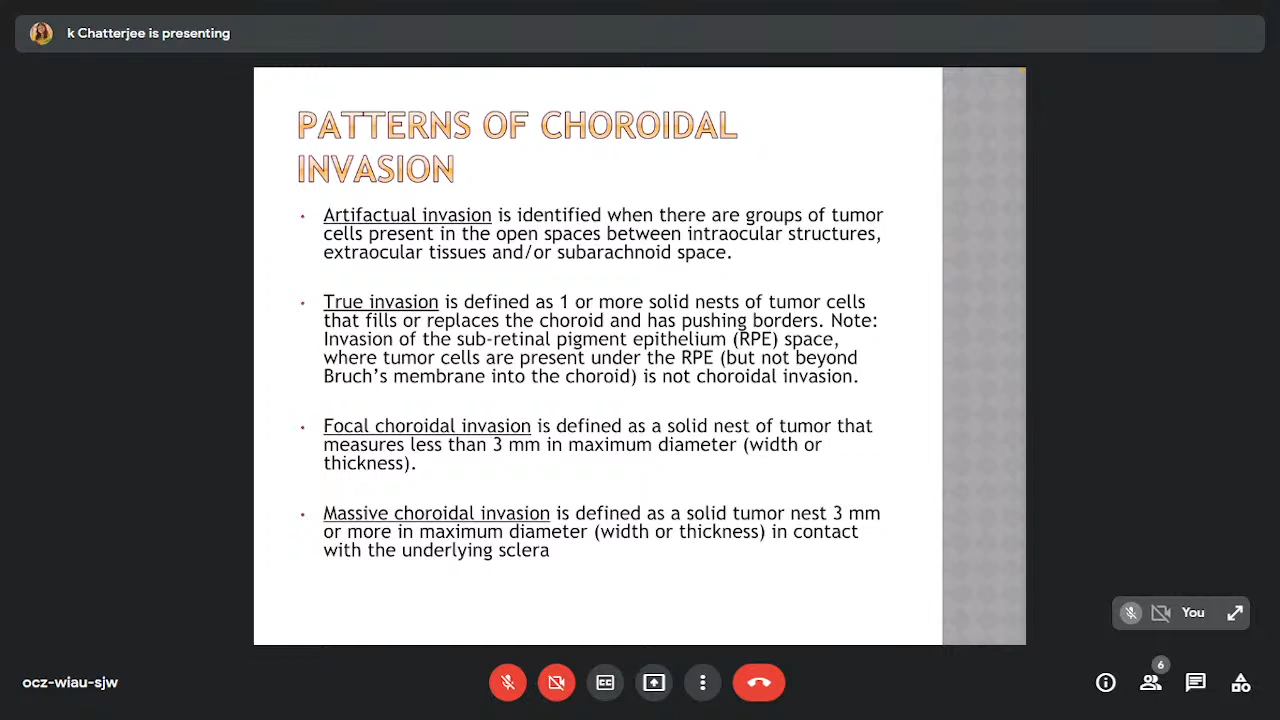 k Chatterjee is presenting
PATTERNS OF CHOROIDAL
INVASION
• Artifactual invasion is identified when there are groups of tumor
cells present in the open spaces between intraocular structures,
extraocular tissues and/or subarachnoid space.
• True invasion is defined as 1 or more solid nests of tumor cells
that fills or replaces the choroid and has pushing borders. Note:
Invasion of the sub-retinal pigment epithelium (RPE) space,
where tumor cells are present under the RPE (but not beyond
Bruch's membrane into the choroid) is not choroidal invasion.
• Focal choroidal invasion is defined as a solid nest of tumor that
measures less than 3 mm in maximum diameter (width or
thickness).
• Massive choroidal invasion is defined as a solid tumor nest 3 mm
or more in maximum diameter (width or thickness) in contact
with the underlying sclera
You
ocz-wiau-sjw
CC
6